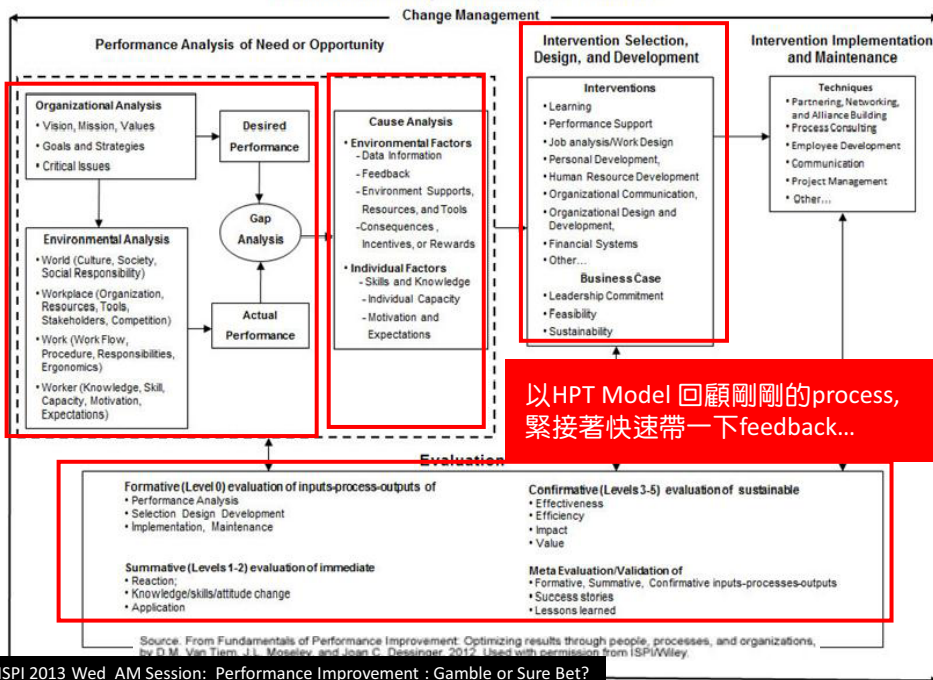 Change Management
Performance Analysis of Need or Opportunity
Organizational Analysis
• Vision, Mission, Values
• Goals and Strategies
• Critical Issues
Environmental Analysis
• World (Culture, Society,
Social Responsibility)
• Workplace (Organization,
Resources, Tools,
Stakeholders, Competition)
• Work (Work Flow,
Procedure, Responsibilities,
Ergonomics)
• Worker (Knowledge, Skill,
Capacity, Motivation,
Expectations)
Desired
Performance
Gap
Analysis
Actual
Performance
Cause Analysis
• Environmental Factors
- Data Information
- Feedback
- Environment Supports,
Resources, and Tools
-Consequences,
Incentives, or Rewards
• Individual Factors
- Skills and Knowledge
- Individual Capacity
- Motivation and
Expectations
Intervention Selection,
Design, and Development
Interventions
• Learning
• Performance Support
• Job analysis/Work Design
• Personal Development,
• Human Resource Development
• Organizational Communication,
• Organizational Design and
Development,
• Financial Systems
• Other...
Business Case
• Leadership Commitment
• Feasibility
• Sustainability
Intervention Implementation
and Maintenance
Techniques
• Partnering, Networking,
and Alliance Building
• Process Consulting
• Employee Development
• Communication
• Project Management
• Other...
以HPT Model 回顧剛剛的process,
緊接著快速帶一下feedback…
Evaluation
Formative (Level 0) evaluation of inputs-process-outputs of
• Performance Analysis
• Selection Design Development
• Implementation, Maintenance
Summative (Levels 1-2) evaluation of immediate
• Reaction;
• Knowledge/skills/attitude change
• Application
Confirmative (Levels 3-5) evaluation of sustainable
• Effectiveness
• Efficiency
• Impact
• Value
Meta Evaluation/Validation of
• Formative, Summative, Confirmative inputs-processes-outputs
• Success stories
• Lessons learned
Source. From Fundamentals of Performance Improvement: Optimizing results through people, processes, and organizations,
by D.M. Van Tiem, J.L. Moseley, and Joan C. Dessinger, 2012. Used with permission from ISPI/Wiley.
ISPI 2013 Wed AM Session: Performance Improvement : Gamble or Sure Bet?